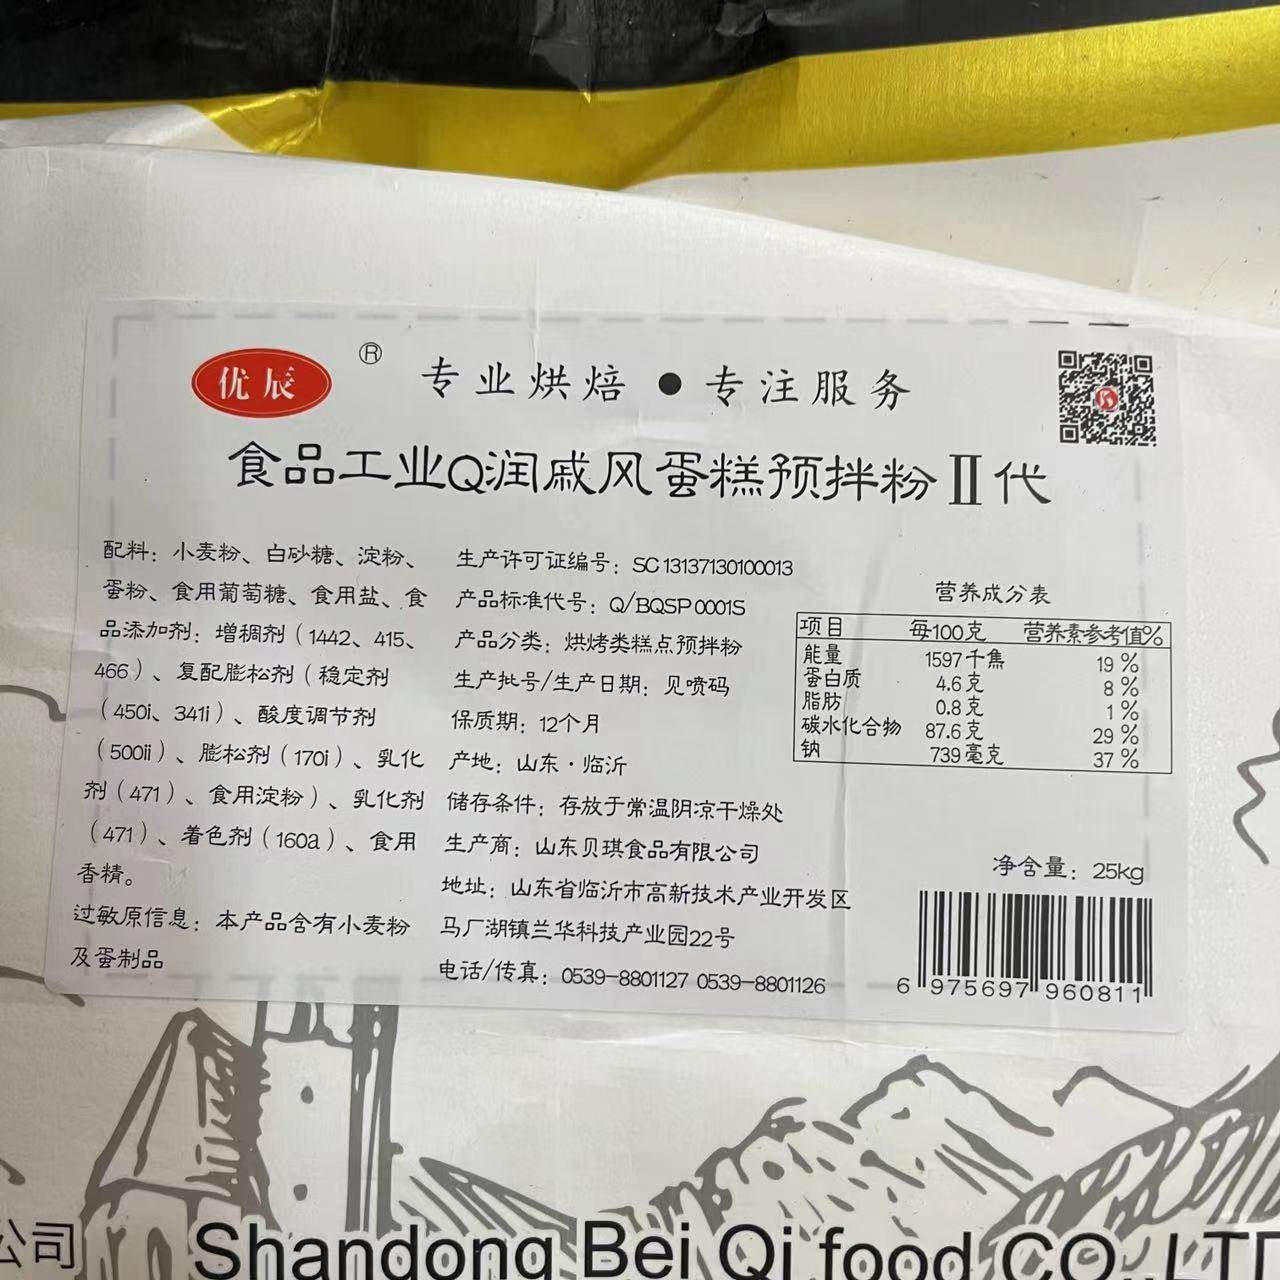 优辰 ® 专业烘焙 ● 专注服务
食品工业Q润戚风蛋糕预拌粉Ⅱ代
配料：小麦粉、白砂糖、淀粉、
蛋粉、食用葡萄糖、食用盐、食
品添加剂：增稠剂（1442、415、
466）、复配膨松剂（稳定剂
（450i、341i）、酸度调节剂
（500ii）、膨松剂（170i）、乳化
剂（471）、食用淀粉）、乳化剂
（471）、着色剂（160a）、食用
香精。
过敏原信息：本产品含有小麦粉
及蛋制品
生产许可证编号：SC13137130100013
产品标准代号：Q/BQSP0001S
产品分类：烘烤类糕点预拌粉
生产批号/生产日期：见喷码
保质期：12个月
产地：山东·临沂
储存条件：存放于常温阴凉干燥处
生产商：山东贝琪食品有限公司
地址：山东省临沂市高新技术产业开发区
马厂湖镇兰华科技产业园22号
电话/传真：0539-8801127 0539-8801126
营养成分表
项目 每100克 营养素参考值%
能量 1597千焦 19%
蛋白质 4.6克 8%
脂肪 0.8克 1%
碳水化合物 87.6克 29%
钠 739毫克 37%
净含量：25kg
6 975697 960811
公司 Shandong Bei Qi food CO.,LTD